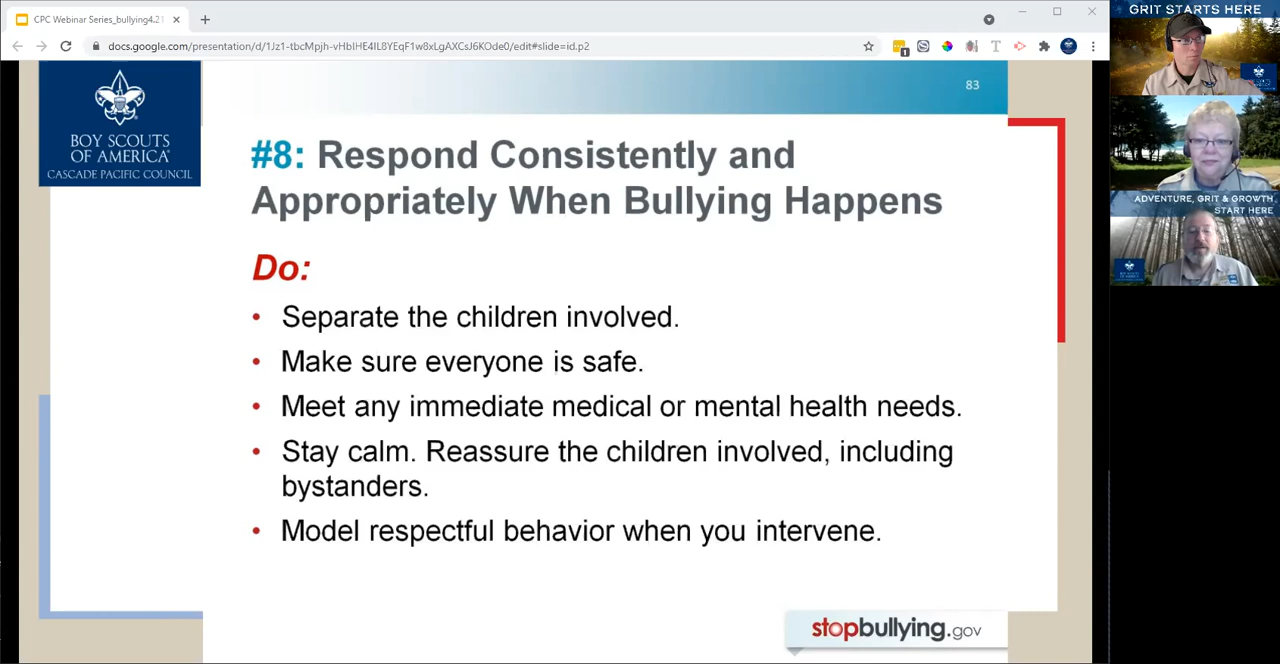 CPC Webinar Series_bullying4.21
docs.google.com/presentation/d/1Jz1-tbcMpjh-vHbIHE4IL8YEqF1w8xLgAXCsJ6KOde0/edit#slide=id.p2
GRIT STARTS HERE
83
BOY SCOUTS
OF AMERICA
CASCADE PACIFIC COUNCIL
#8: Respond Consistently and
Appropriately When Bullying Happens
ADVENTURE, GRIT & GROWTH
START HERE
Do:
• Separate the children involved.
• Make sure everyone is safe.
• Meet any immediate medical or mental health needs.
• Stay calm. Reassure the children involved, including
bystanders.
• Model respectful behavior when you intervene.
stopbullying.gov